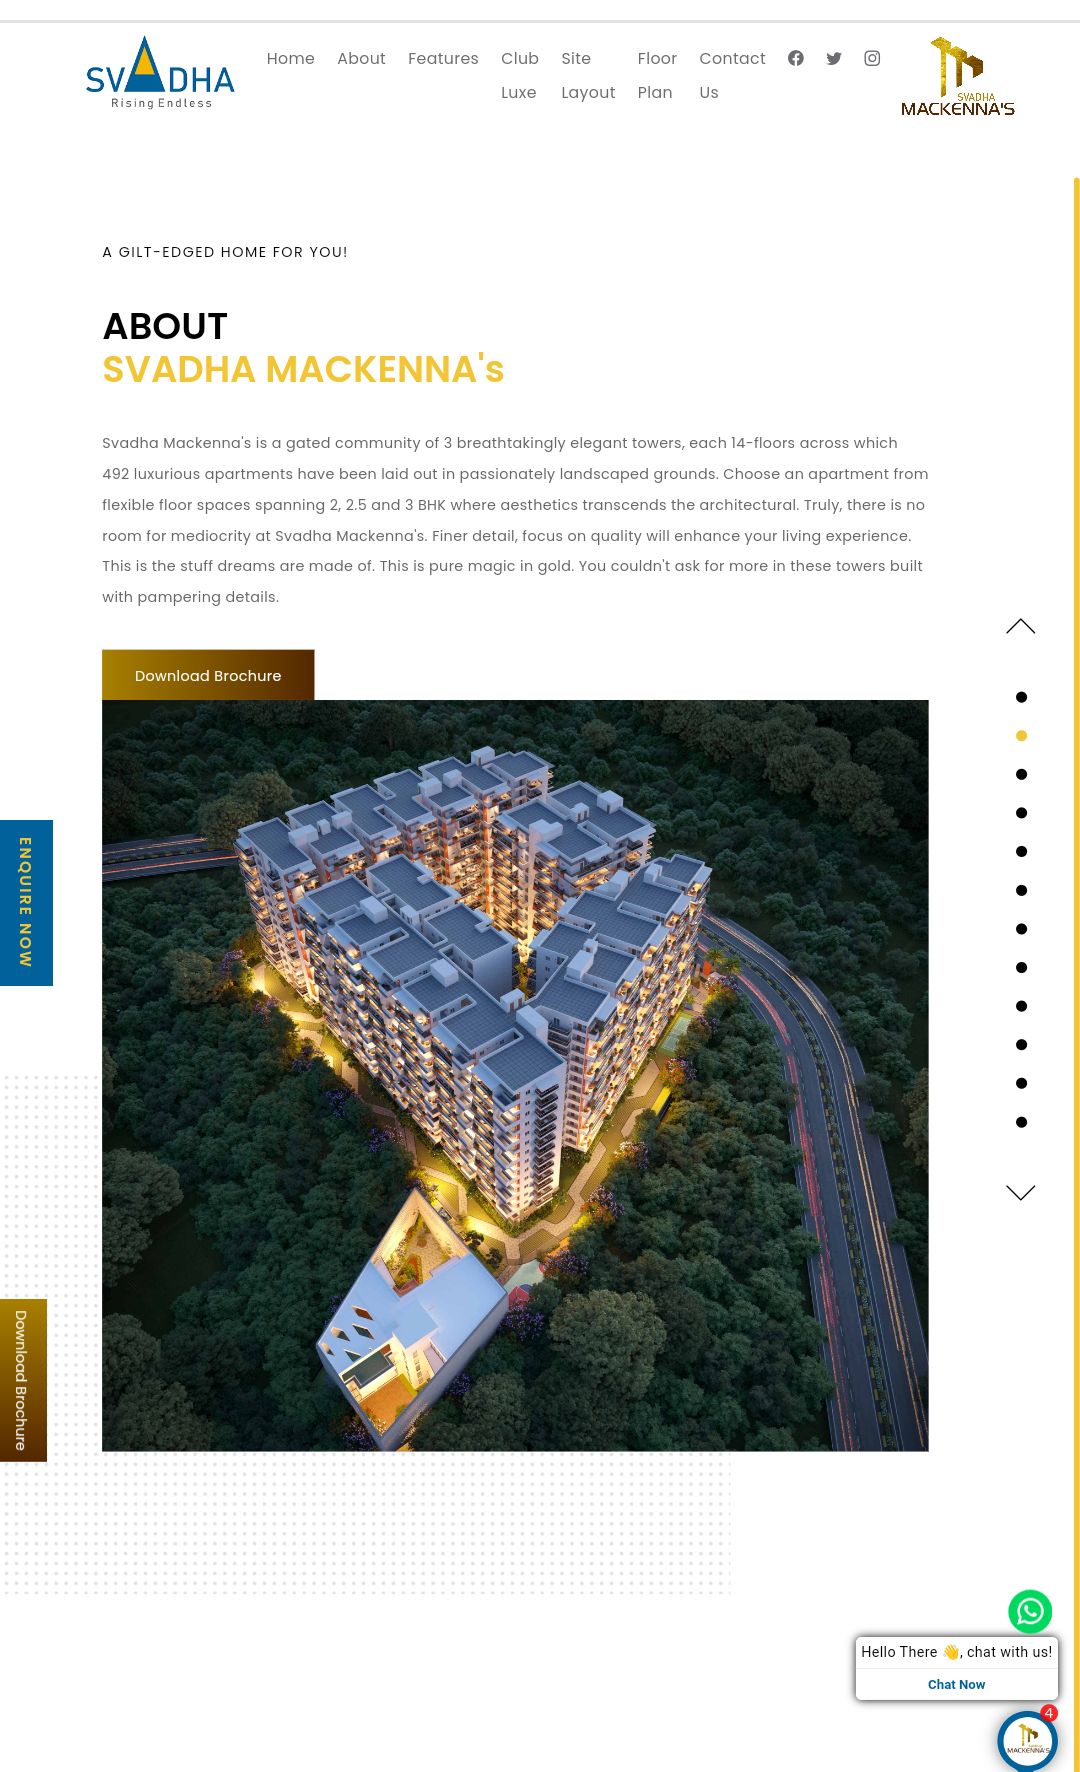 SVADHA
Rising Endless
Home About Features Club Luxe Site Layout Floor Plan Contact Us
SVADHA
MACKENNA'S
A GILT-EDGED HOME FOR YOU!
ABOUT
SVADHA MACKENNA's
Svadha Mackenna's is a gated community of 3 breathtakingly elegant towers, each 14-floors across which
492 luxurious apartments have been laid out in passionately landscaped grounds. Choose an apartment from
flexible floor spaces spanning 2, 2.5 and 3 BHK where aesthetics transcends the architectural. Truly, there is no
room for mediocrity at Svadha Mackenna's. Finer detail, focus on quality will enhance your living experience.
This is the stuff dreams are made of. This is pure magic in gold. You couldn't ask for more in these towers built
with pampering details.
Download Brochure
ENQUIRE NOW
Download Brochure
Hello There 👋, chat with us!
Chat Now
4
MACKENNA'S